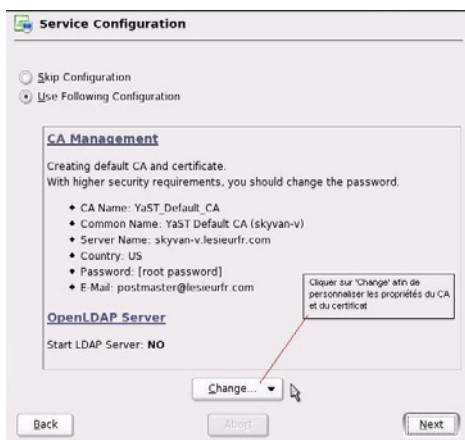 Service Configuration
Skip Configuration
Use Following Configuration
CA Management
Creating default CA and certificate.
With higher security requirements, you should change the password.
◆ CA Name: YaST_Default_CA
◆ Common Name: YaST Default CA (skyvan-v)
◆ Server Name: skyvan-v.lesieurfr.com
◆ Country: US
◆ Password: [root password]
◆ E-Mail: postmaster@lesieurfr.com
Cliquer sur 'Change' afin de
personnaliser les propriétés du CA
et du certificat
OpenLDAP Server
Start LDAP Server: NO
Change...
Back
Abort
Next